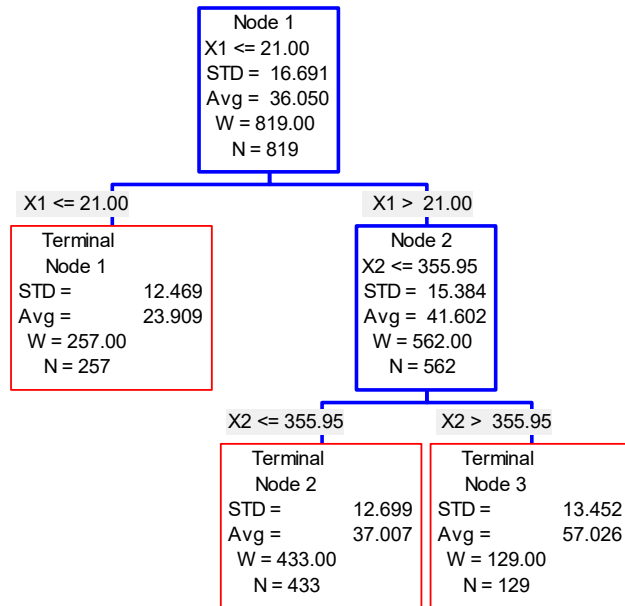 Node 1
X1 <= 21.00
STD = 16.691
Avg = 36.050
W = 819.00
N = 819
X1 <= 21.00
X1 > 21.00
Terminal
Node 1
STD = 12.469
Avg = 23.909
W = 257.00
N = 257
Node 2
X2 <= 355.95
STD = 15.384
Avg = 41.602
W = 562.00
N = 562
X2 <= 355.95
X2 > 355.95
Terminal
Node 2
STD = 12.699
Avg = 37.007
W = 433.00
N = 433
Terminal
Node 3
STD = 13.452
Avg = 57.026
W = 129.00
N = 129